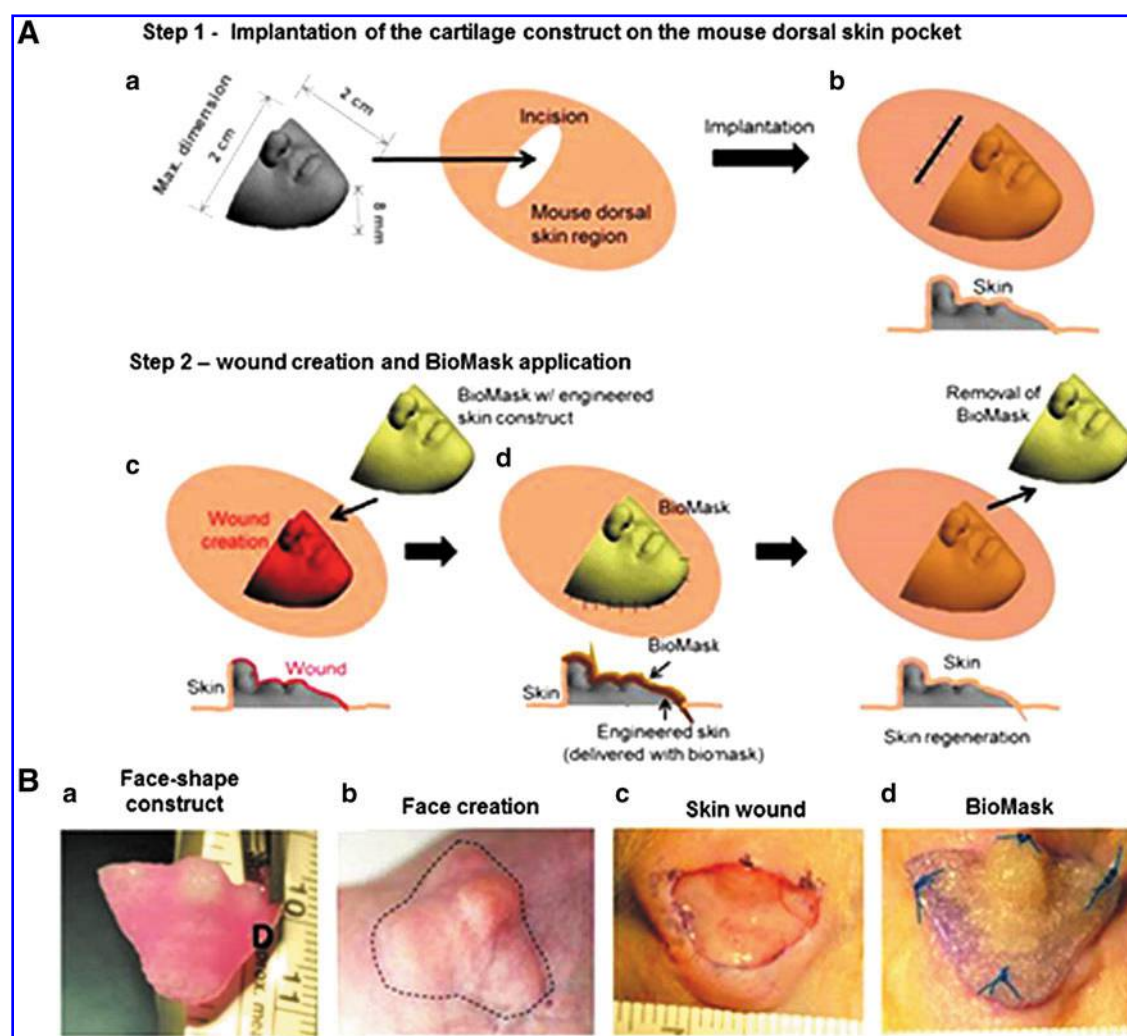 A
Step 1 - Implantation of the cartilage construct on the mouse dorsal skin pocket
a
Max. dimension
2 cm
2 cm
8 mm
Incision
Mouse dorsal
skin region
Implantation
b
Skin
Step 2 – wound creation and BioMask application
BioMask w/ engineered
skin construct
Removal of
BioMask
c
Wound
creation
d
BioMask
Skin
Wound
Skin
BioMask
Engineered skin
(delivered with biomask)
Skin
Skin regeneration
B
a
Face-shape
construct
b
Face creation
c
Skin wound
d
BioMask
10
11
D